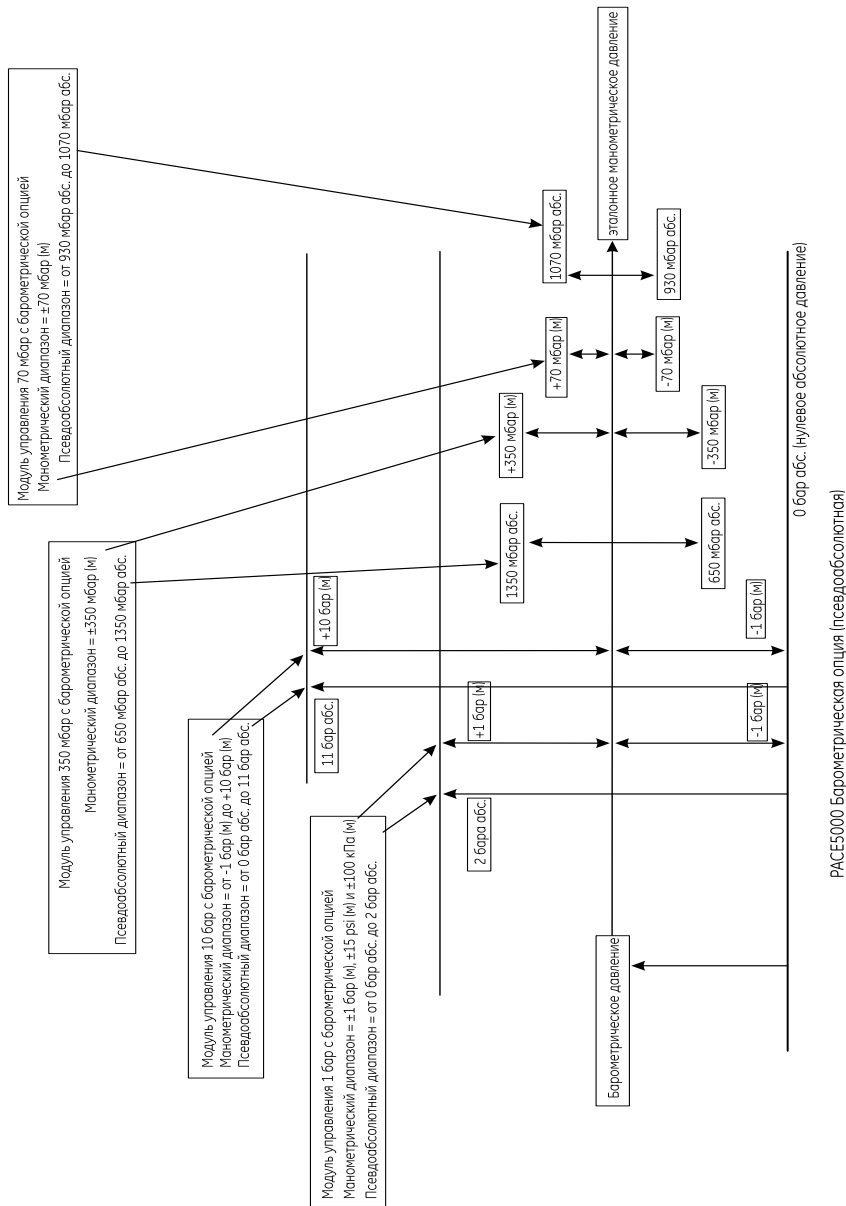 Модуль управления 70 мбар с барометрической опцией
Манометрический диапазон = ±70 мбар (м)
Псевдоабсолютный диапазон = от 930 мбар абс. до 1070 мбар абс.
Модуль управления 350 мбар с барометрической опцией
Манометрический диапазон = ±350 мбар (м)
Псевдоабсолютный диапазон = от 650 мбар абс. до 1350 мбар абс.
Модуль управления 10 бар с барометрической опцией
Манометрический диапазон = от -1 бар (м) до +10 бар (м)
Псевдоабсолютный диапазон = от 0 бар абс. до 11 бар абс.
Модуль управления 1 бар с барометрической опцией
Манометрический диапазон = ±1 бар (м), ±15 psi (м) и ±100 кПа (м)
Псевдоабсолютный диапазон = от 0 бар абс. до 2 бар абс.
2 бара абс.
11 бар абс.
+1 бар (м)
+10 бар (м)
1350 мбар абс.
+350 мбар (м)
+70 мбар (м)
1070 мбар абс.
Барометрическое давление
эталонное манометрическое давление
-1 бар (м)
-1 бар (м)
650 мбар абс.
-350 мбар (м)
-70 мбар (м)
930 мбар абс.
0 бар абс. (нулевое абсолютное давление)
PACE5000 Барометрическая опция (псевдоабсолютная)